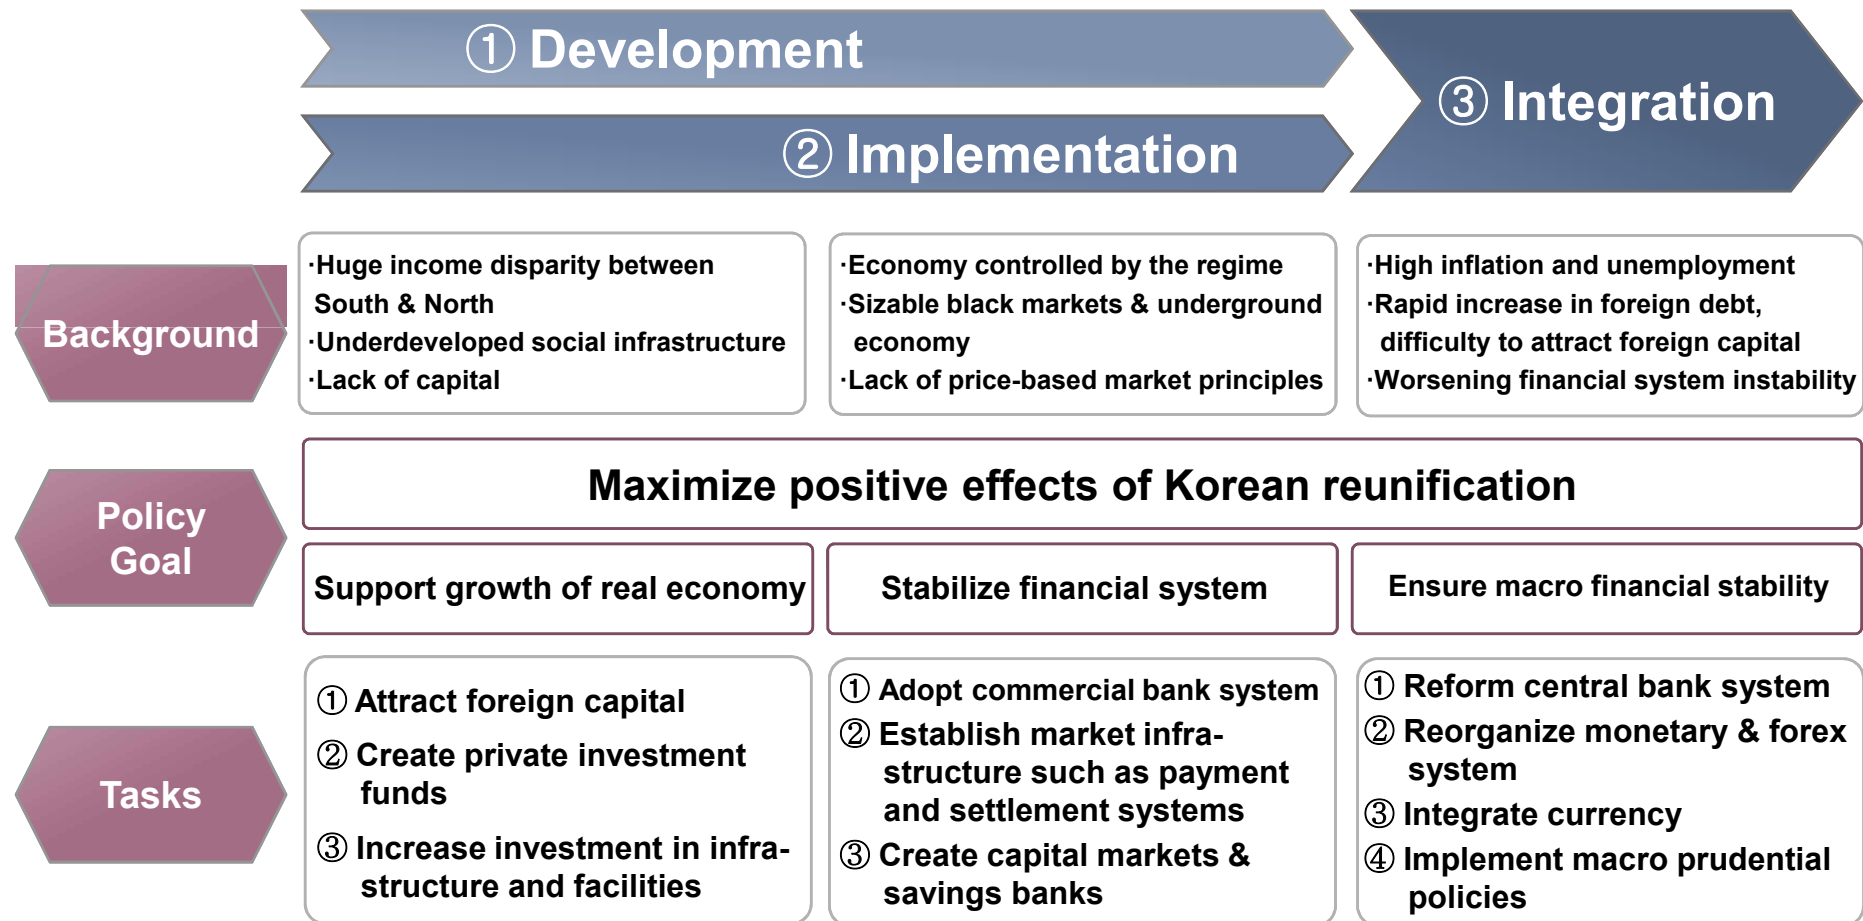 ① Development
② Implementation
③ Integration
Background
·Huge income disparity between
South & North
·Underdeveloped social infrastructure
·Lack of capital
·Economy controlled by the regime
·Sizable black markets & underground
economy
·Lack of price-based market principles
·High inflation and unemployment
·Rapid increase in foreign debt,
difficulty to attract foreign capital
·Worsening financial system instability
Policy
Goal
Maximize positive effects of Korean reunification
Support growth of real economy
Stabilize financial system
Ensure macro financial stability
Tasks
① Attract foreign capital
② Create private investment
funds
③ Increase investment in infra-
structure and facilities
① Adopt commercial bank system
② Establish market infra-
structure such as payment
and settlement systems
③ Create capital markets &
savings banks
① Reform central bank system
② Reorganize monetary & forex
system
③ Integrate currency
④ Implement macro prudential
policies